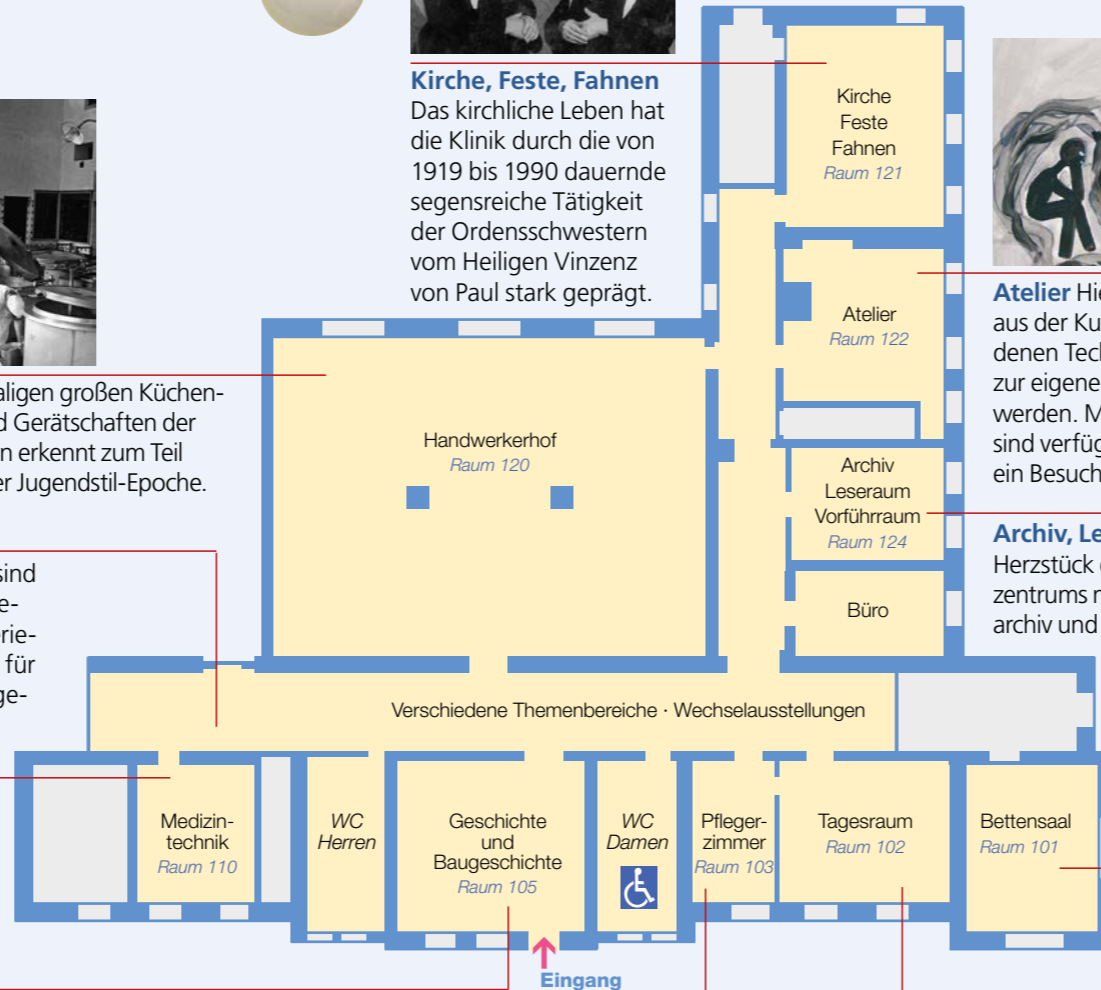 Kirche, Feste, Fahnen
Das kirchliche Leben hat
die Klinik durch die von
1919 bis 1990 dauernde
segensreiche Tätigkeit
der Ordensschwestern
vom Heiligen Vinzenz
von Paul stark geprägt.
aligen großen Küchen-
d Gerätschaften der
n erkennt zum Teil
er Jugendstil-Epoche.
sind
e-
rie-
für
ge-
Kirche
Feste
Fahnen
Raum 121
Atelier
Raum 122
Handwerkerhof
Raum 120
Archiv
Leseraum
Vorführraum
Raum 124
Büro
Atelier Hie
aus der Ku
denen Tech
zur eigene
werden. M
sind verfüg
ein Besuch
Archiv, Le
Herzstück
zentrums
archiv und
Verschiedene Themenbereiche · Wechselausstellungen
Medizin-
technik
Raum 110
WC
Herren
Geschichte
und
Baugeschichte
Raum 105
WC
Damen
Pfleger-
zimmer
Raum 103
Tagesraum
Raum 102
Bettensaal
Raum 101
Eingang